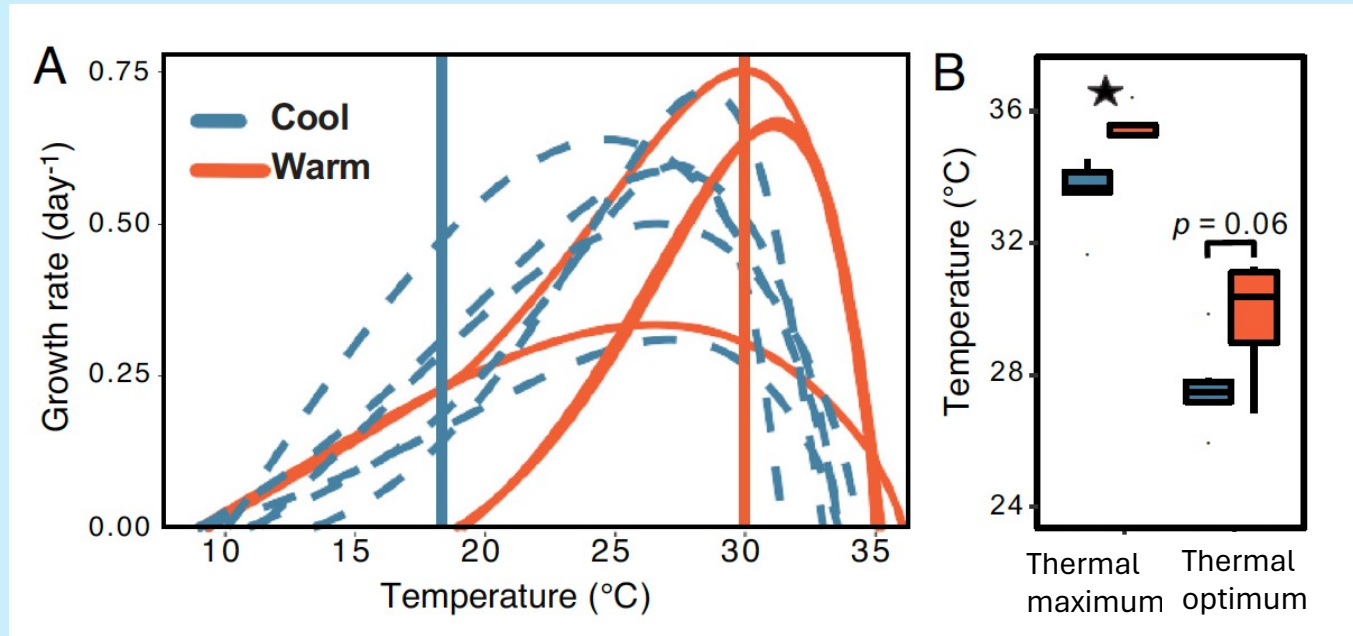 A
Growth rate (day-1)
0.75
0.50
0.25
0.00
Cool
Warm
10 15 20 25 30 35
Temperature (°C)
B
Temperature (°C)
36
32
28
24
p = 0.06
Thermal
maximum
Thermal
optimum